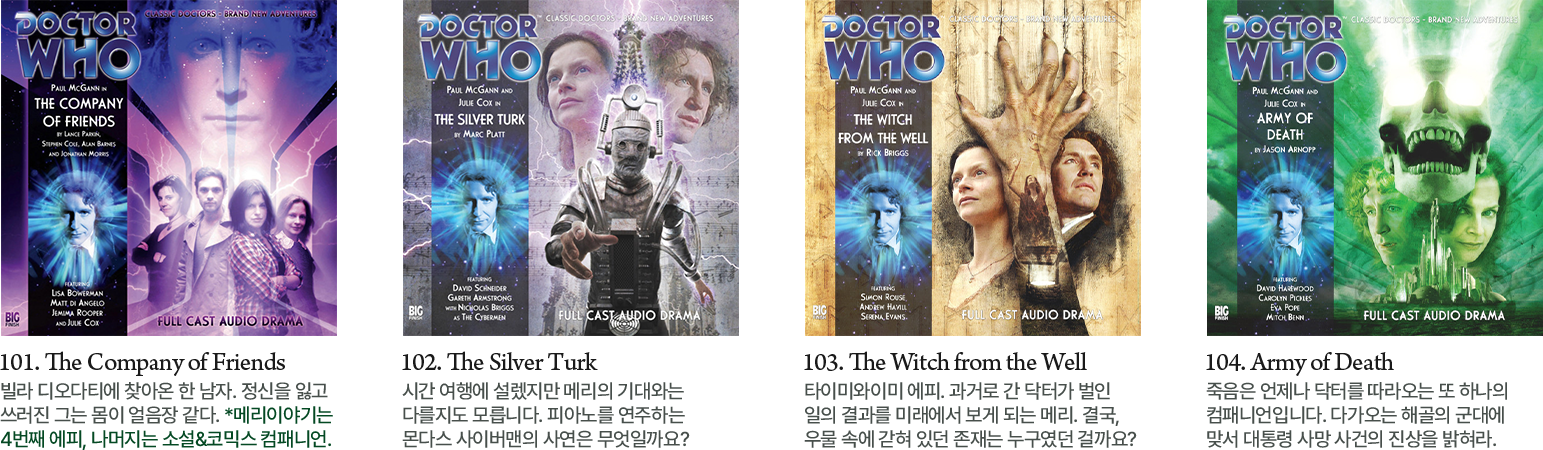 DOCTOR
WHO
CLASSIC DOCTORS - BRAND NEW ADVENTURES
PAUL MCGANN IN
THE COMPANY
OF FRIENDS
BY LANCE PARKIN,
STEPHEN COLE, ALAN BARNES
AND JONATHAN MORRIS
FEATURING
LISA BOWERMAN
MATT DI ANGELO
JEMIMA ROOPER
AND JULIE COX
BIG
FINISH
FULL CAST AUDIO DRAMA
101. The Company of Friends
빌라 디오다티에 찾아온 한 남자. 정신을 잃고
쓰러진 그는 몸이 얼음장 같다. *메리이야기는
4번째 에피, 나머지는 소설&코믹스 컴패니언.
DOCTOR
WHO
CLASSIC DOCTORS - BRAND NEW ADVENTURES
PAUL MCGANN AND
JULIE COX IN
THE SILVER TURK
BY MARC PLATT
FEATURING
DAVID SCHNEIDER
GARETH ARMSTRONG
WITH NICHOLAS BRIGGS
AS THE CYBERMEN
BIG
FINISH
FULL CAST AUDIO DRAMA
102. The Silver Turk
시간 여행에 설렜지만 메리의 기대와는
다를지도 모릅니다. 피아노를 연주하는
몬다스 사이버맨의 사연은 무엇일까요?
DOCTOR
WHO
CLASSIC DOCTORS - BRAND NEW ADVENTURES
PAUL MCGANN AND
JULIE COX IN
THE WITCH
FROM THE WELL
BY RICK BRIGGS
FEATURING
SIMON ROUSE,
ANDREW HAVILL
SERENA EVANS
BIG
FINISH
FULL CAST AUDIO DRAMA
103. The Witch from the Well
타이미와이미 에피. 과거로 간 닥터가 벌인
일의 결과를 미래에서 보게 되는 메리. 결국,
우물 속에 갇혀 있던 존재는 누구였던 걸까요?
DOCTOR
WHO
CLASSIC DOCTORS - BRAND NEW ADVENTURES
PAUL MCGANN AND
JULIE COX IN
ARMY OF
DEATH
BY JASON ARNOPP
FEATURING
DAVID HAREWOOD
CAROLYN PICKLES
EVA POPE
MITCH BENN
BIG
FINISH
FULL CAST AUDIO DRAMA
104. Army of Death
죽음은 언제나 닥터를 따라오는 또 하나의
컴패니언입니다. 다가오는 해골의 군대에
맞서 대통령 사망 사건의 진상을 밝혀라.